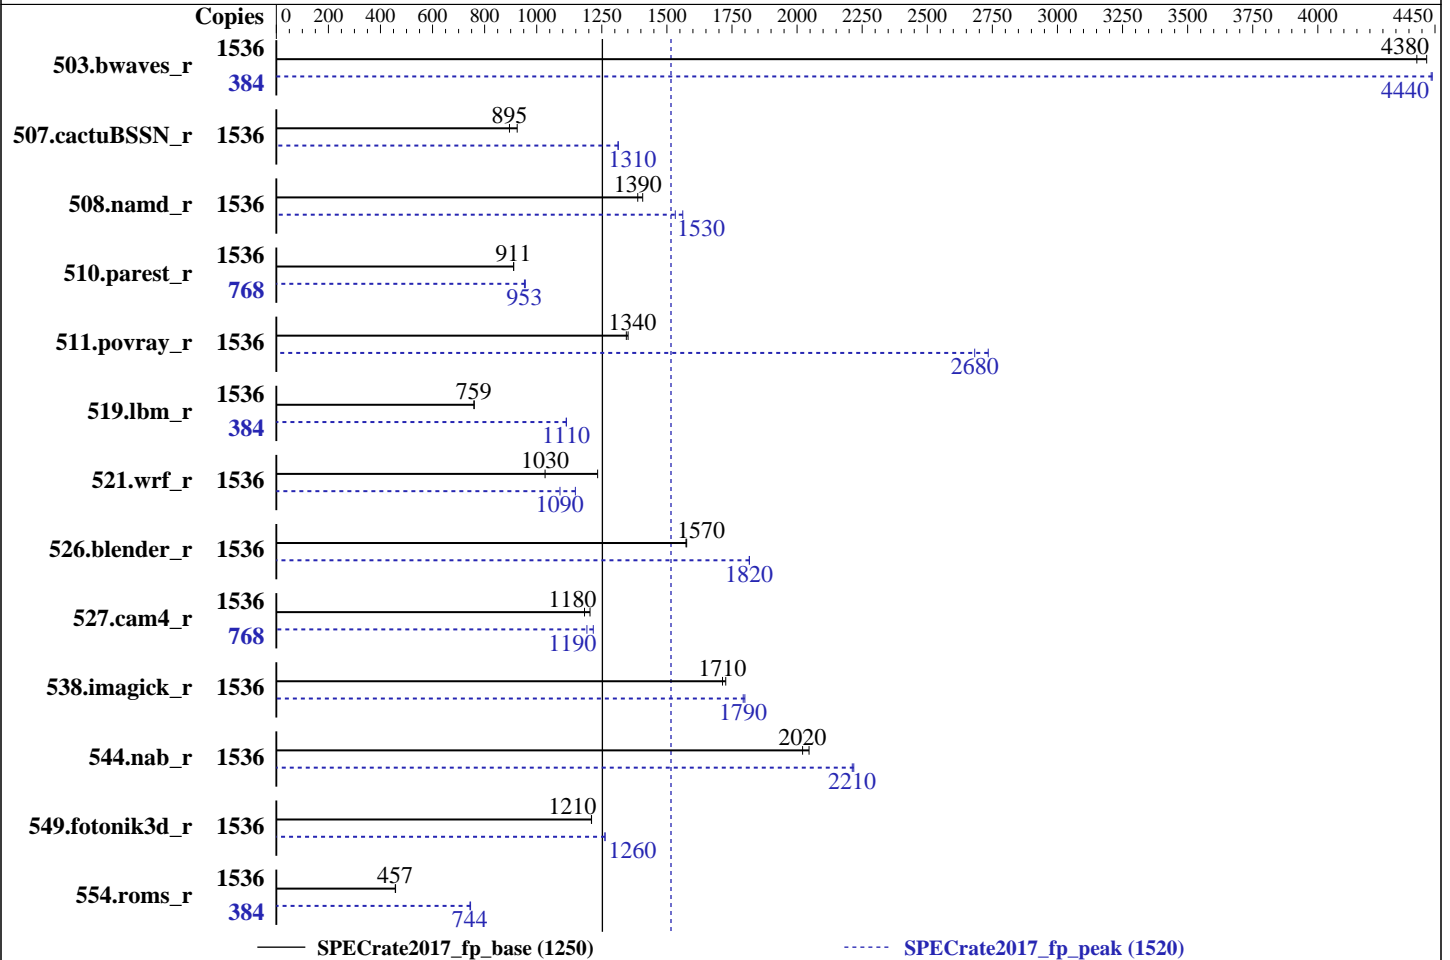 Copies 0 200 400 600 800 1000 1250 1500 1750 2000 2250 2500 2750 3000 3250 3500 3750 4000 4450
503.bwaves_r 1536 4380
384 4440
507.cactuBSSN_r 1536 895
1310
508.namd_r 1536 1390
1530
510.parest_r 1536 911
768 953
511.povray_r 1536 1340
2680
519.lbm_r 1536 759
384 1110
521.wrf_r 1536 1030
1090
526.blender_r 1536 1570
1820
527.cam4_r 1536 1180
768 1190
538.imagick_r 1536 1710
1790
544.nab_r 1536 2020
2210
549.fotonik3d_r 1536 1210
1260
554.roms_r 1536 457
384 744
SPECrate2017_fp_base (1250) SPECrate2017_fp_peak (1520)